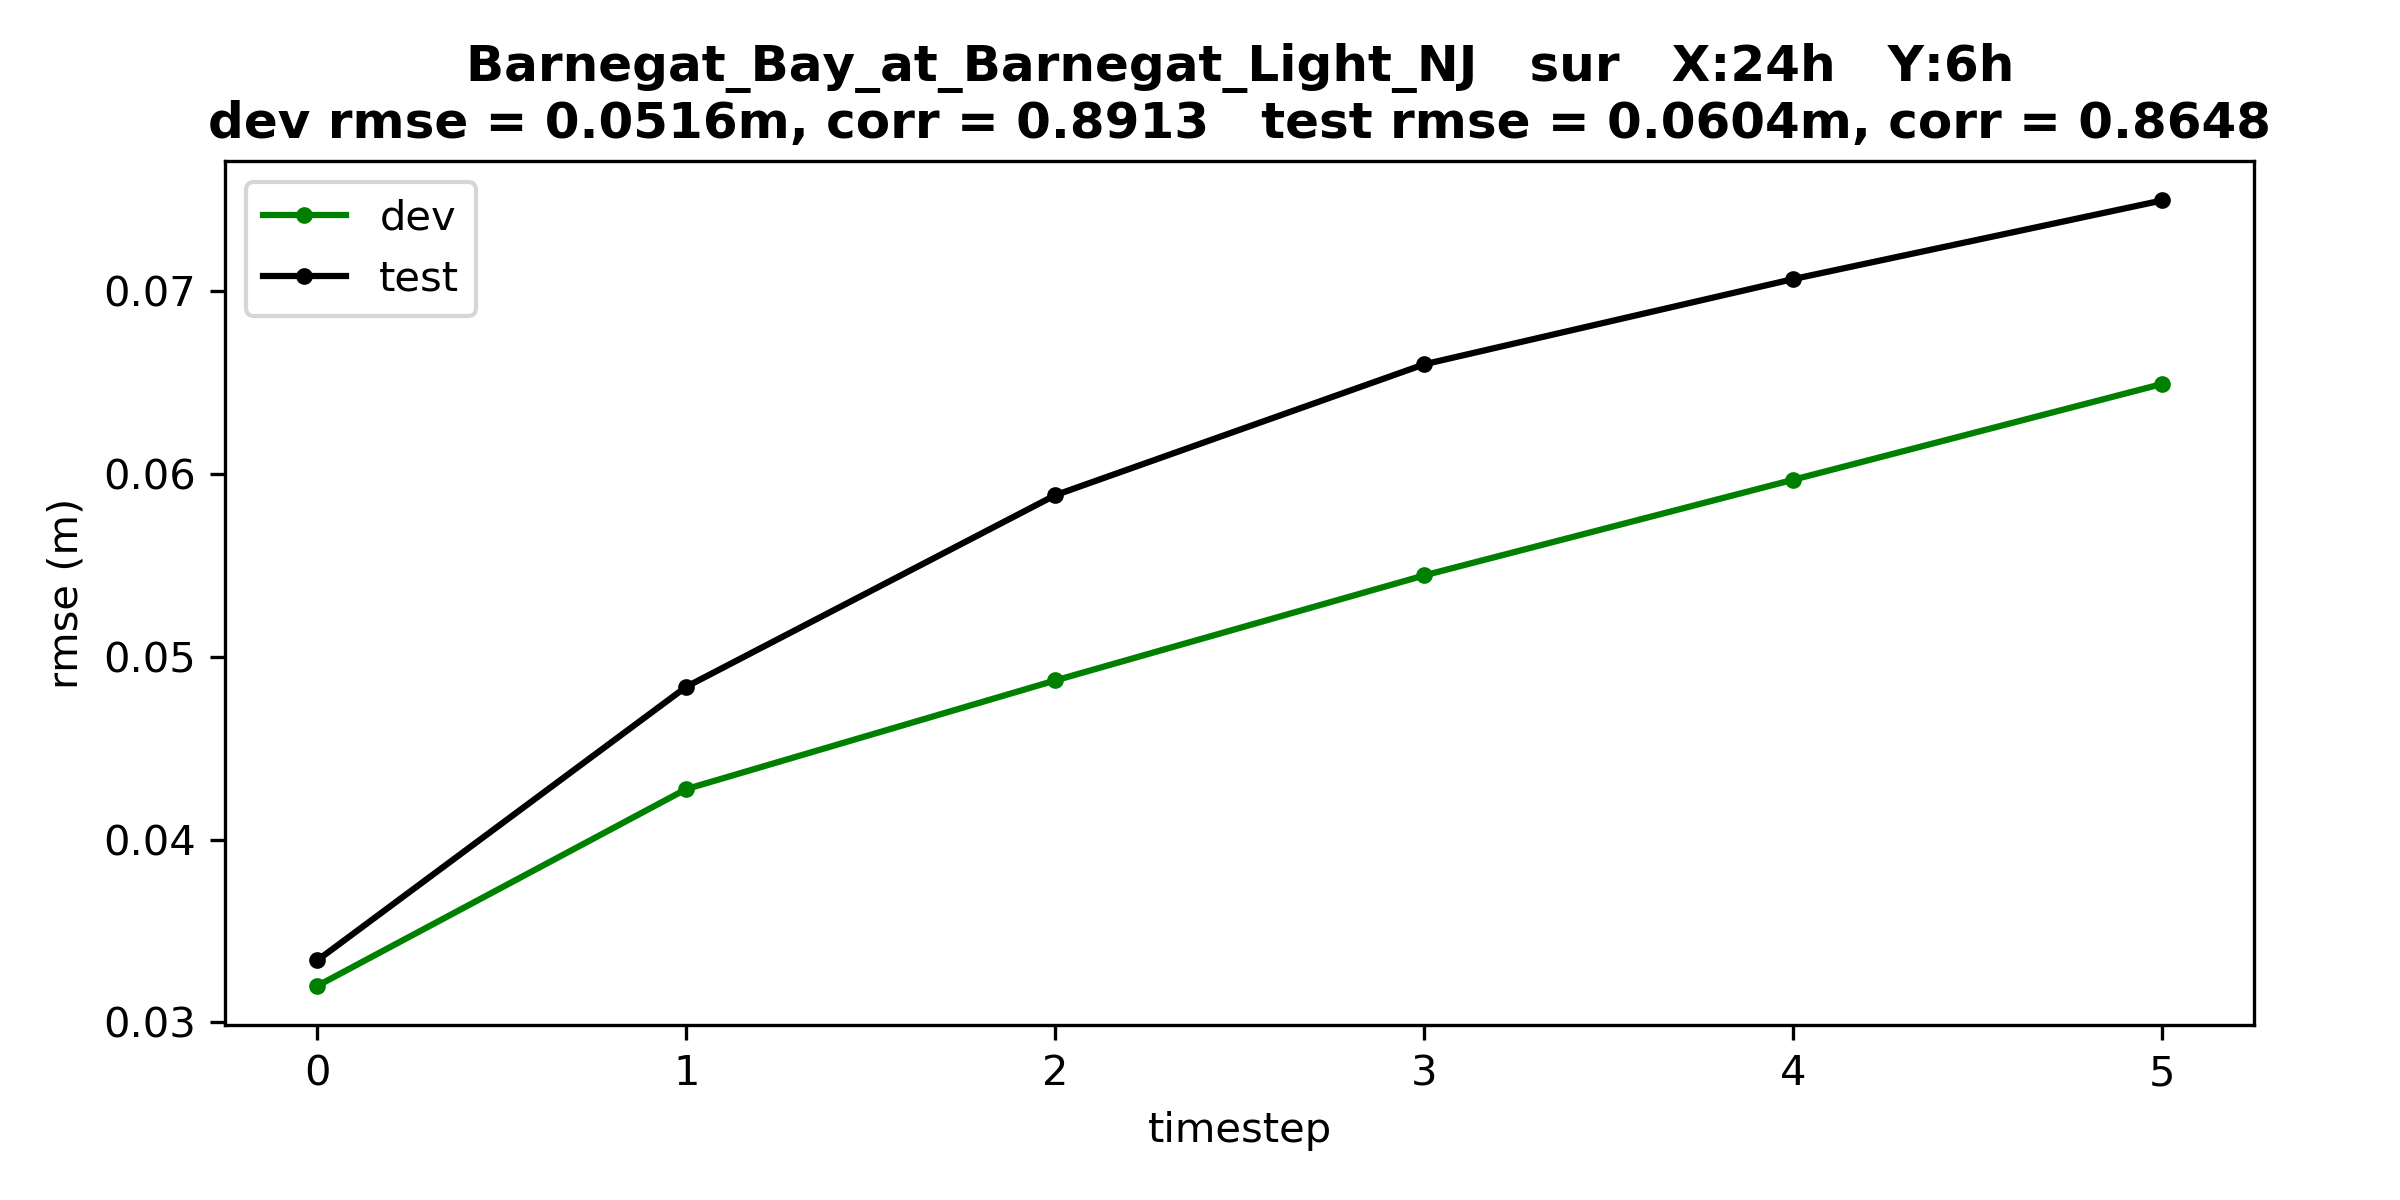 Barnegat_Bay_at_Barnegat_Light_NJ   sur   X:24h   Y:6h
dev rmse = 0.0516m, corr = 0.8913   test rmse = 0.0604m, corr = 0.8648
dev
test
0.07
0.06
0.05
0.04
0.03
rmse (m)
0 1 2 3 4 5
timestep